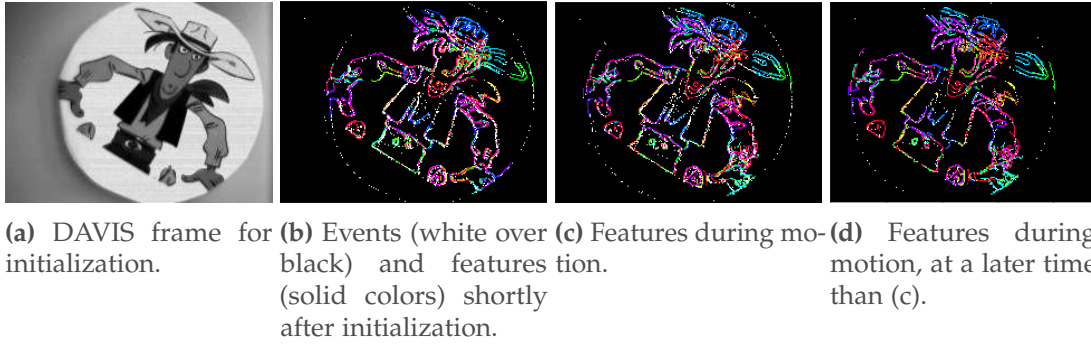 (a) DAVIS frame for
initialization.
(b) Events (white over
black) and features
(solid colors) shortly
after initialization.
(c) Features during mo-
tion.
(d) Features during
motion, at a later time
than (c).